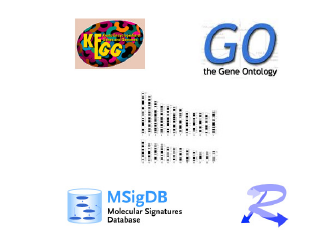 KEGG
GO
the Gene Ontology
MSigDB
Molecular Signatures
Database
R